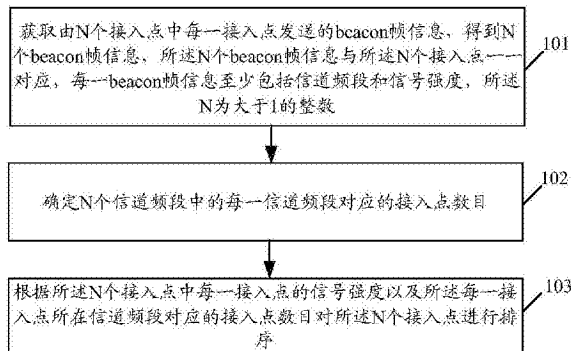 获取由N个接入点中每一接入点发送的bcacon帧信息，得到N
个beacon帧信息，所述N个beacon帧信息与所述N个接入点一一
对应，每一beacon帧信息至少包括信道频段和信号强度，所述
N为大于1的整数
101
确定N个信道频段中的每一信道频段对应的接入点数目
102
根据所述N个接入点中每一接入点的信号强度以及所述每一接
入点所在信道频段对应的接入点数目对所述N个接入点进行排
序
103